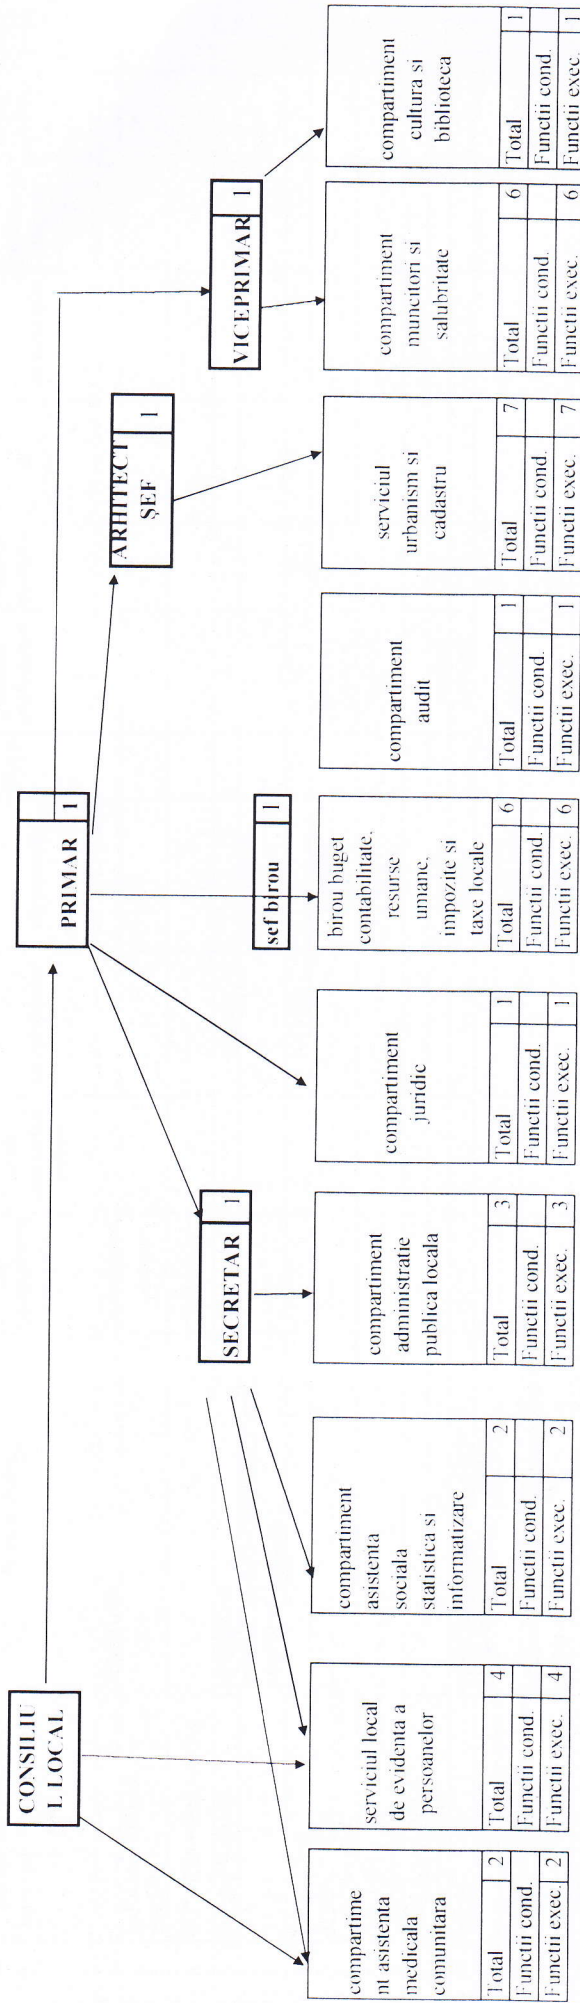 CONSILIU
L LOCAL
PRIMAR 1
ARHITECT
ŞEF 1
VICEPRIMAR 1
SECRETAR 1
sef birou 1
compartime
nt asistenta
medicala
comunitara
Total 2
Functii cond.
Functii exec. 2
serviciul local
de evidenta a
persoanelor
Total 4
Functii cond.
Functii exec. 4
compartiment
asistenta
sociala
statistica si
informatizare
Total 2
Functii cond.
Functii exec. 2
compartiment
administratie
publica locala
Total 3
Functii cond.
Functii exec. 3
compartiment
juridic
Total 1
Functii cond.
Functii exec. 1
birou buget
contabilitate,
resurse
umane,
impozite si
taxe locale
Total 6
Functii cond.
Functii exec. 6
compartiment
audit
Total 1
Functii cond.
Functii exec. 1
serviciul
urbanism si
cadastru
Total 7
Functii cond.
Functii exec. 7
compartiment
muncitori si
salubritate
Total 6
Functii cond.
Functii exec. 6
compartiment
cultura si
biblioteca
Total 1
Functii cond.
Functii exec. 1